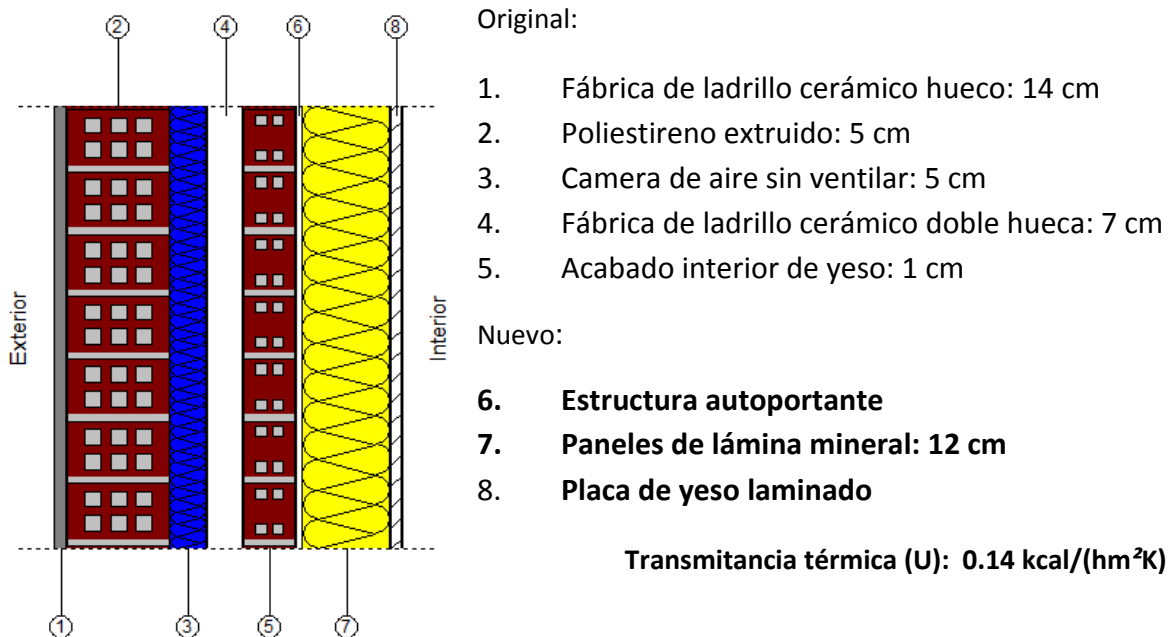 2 4 6 8
Exterior
Interior
1 3 5 7
Original:
1. Fábrica de ladrillo cerámico hueco: 14 cm
2. Poliestireno extruido: 5 cm
3. Camera de aire sin ventilar: 5 cm
4. Fábrica de ladrillo cerámico doble hueca: 7 cm
5. Acabado interior de yeso: 1 cm
Nuevo:
6. Estructura autoportante
7. Paneles de lámina mineral: 12 cm
8. Placa de yeso laminado
Transmitancia térmica (U): 0.14 kcal/(hm²K)